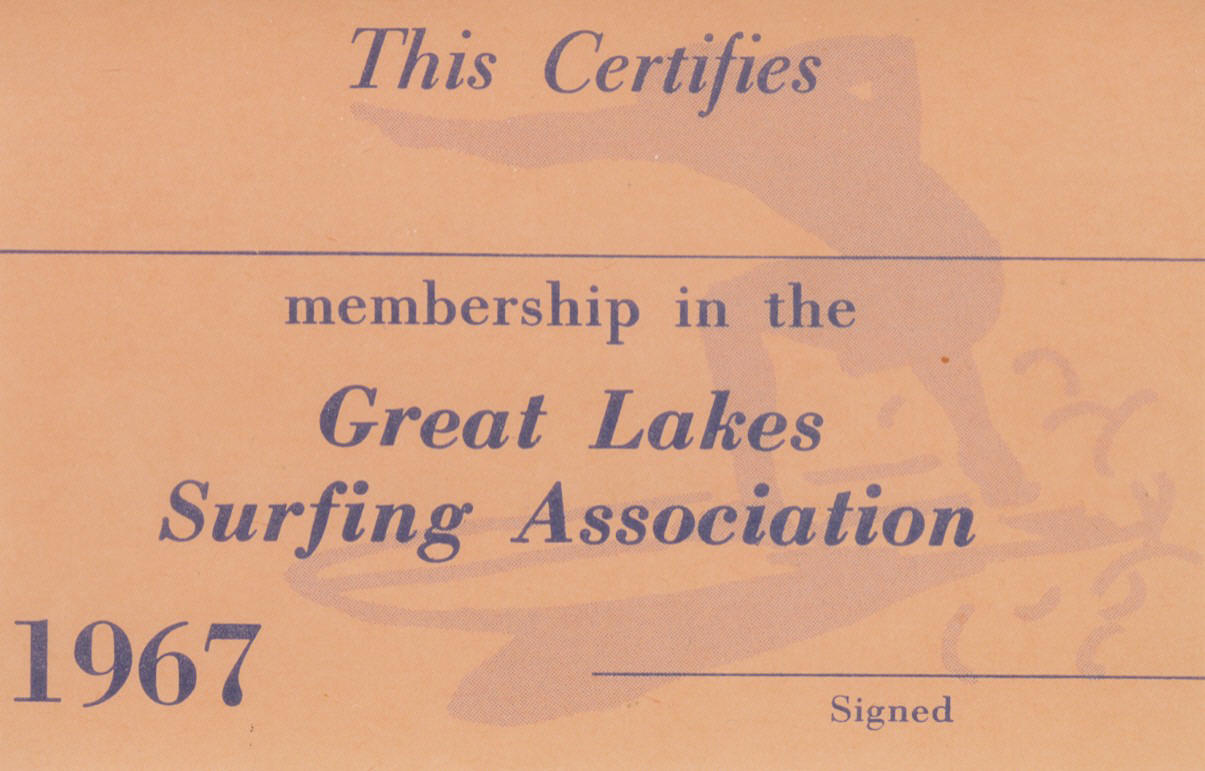 This Certifies
membership in the
Great Lakes
Surfing Association
1967
Signed